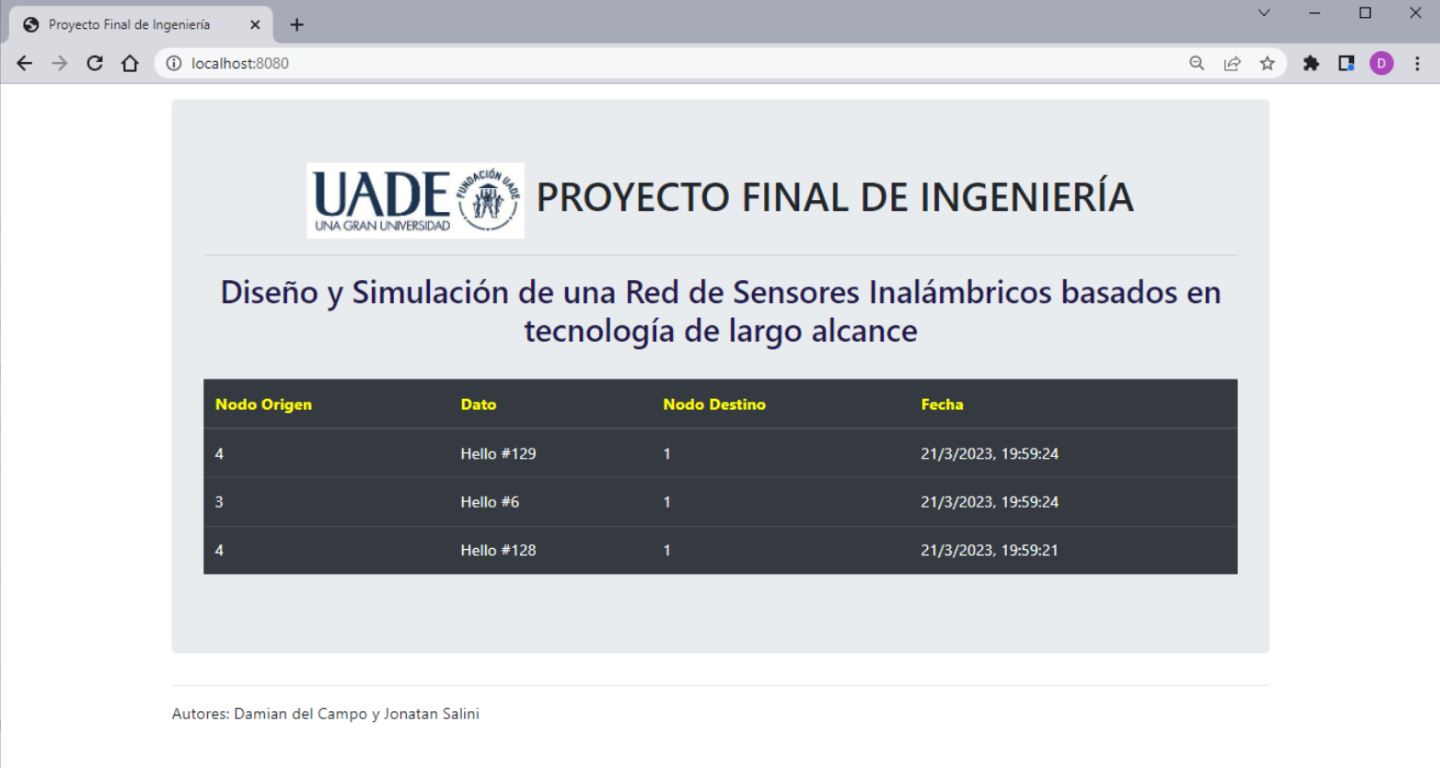 Proyecto Final de Ingeniería
localhost:8080
D
UADE
UNA GRAN UNIVERSIDAD
FUNDACIÓN UADE
PROYECTO FINAL DE INGENIERÍA
Diseño y Simulación de una Red de Sensores Inalámbricos basados en
tecnología de largo alcance
Nodo Origen Dato Nodo Destino Fecha
4 Hello #129 1 21/3/2023, 19:59:24
3 Hello #6 1 21/3/2023, 19:59:24
4 Hello #128 1 21/3/2023, 19:59:21
Autores: Damian del Campo y Jonatan Salini